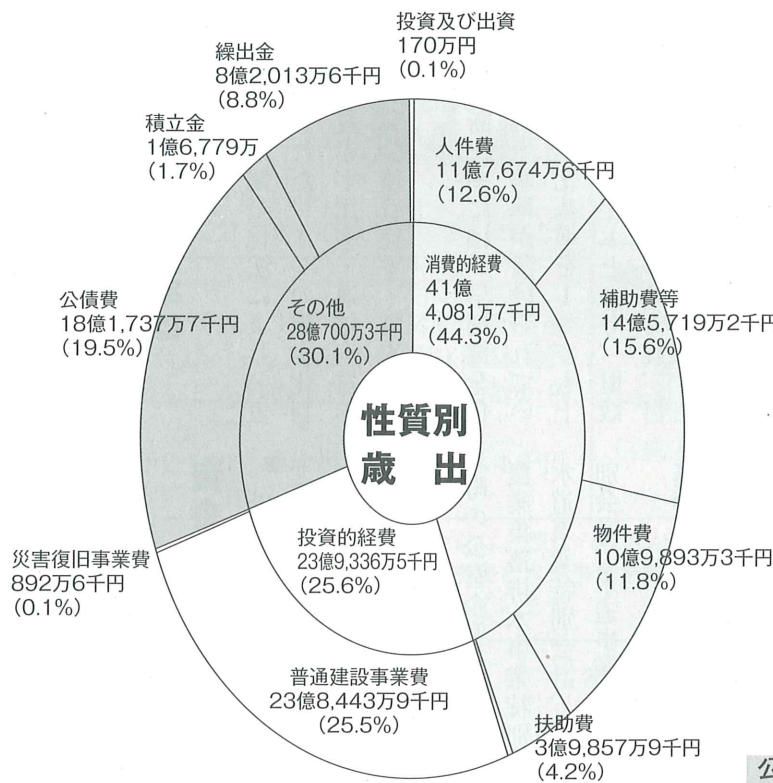 投資及び出資
170万円
(0.1%)
繰出金
8億2,013万6千円
(8.8%)
積立金
1億6,779万
(1.7%)
公債費
18億1,737万7千円
(19.5%)
災害復旧事業費
892万6千円
(0.1%)
人件費
11億7,674万6千円
(12.6%)
補助費等
14億5,719万2千円
(15.6%)
物件費
10億9,893万3千円
(11.8%)
扶助費
3億9,857万9千円
(4.2%)
普通建設事業費
23億8,443万9千円
(25.5%)
その他
28億700万3千円
(30.1%)
消費的経費
41億
4,081万7千円
(44.3%)
投資的経費
23億9,336万5千円
(25.6%)
性質別
歳 出